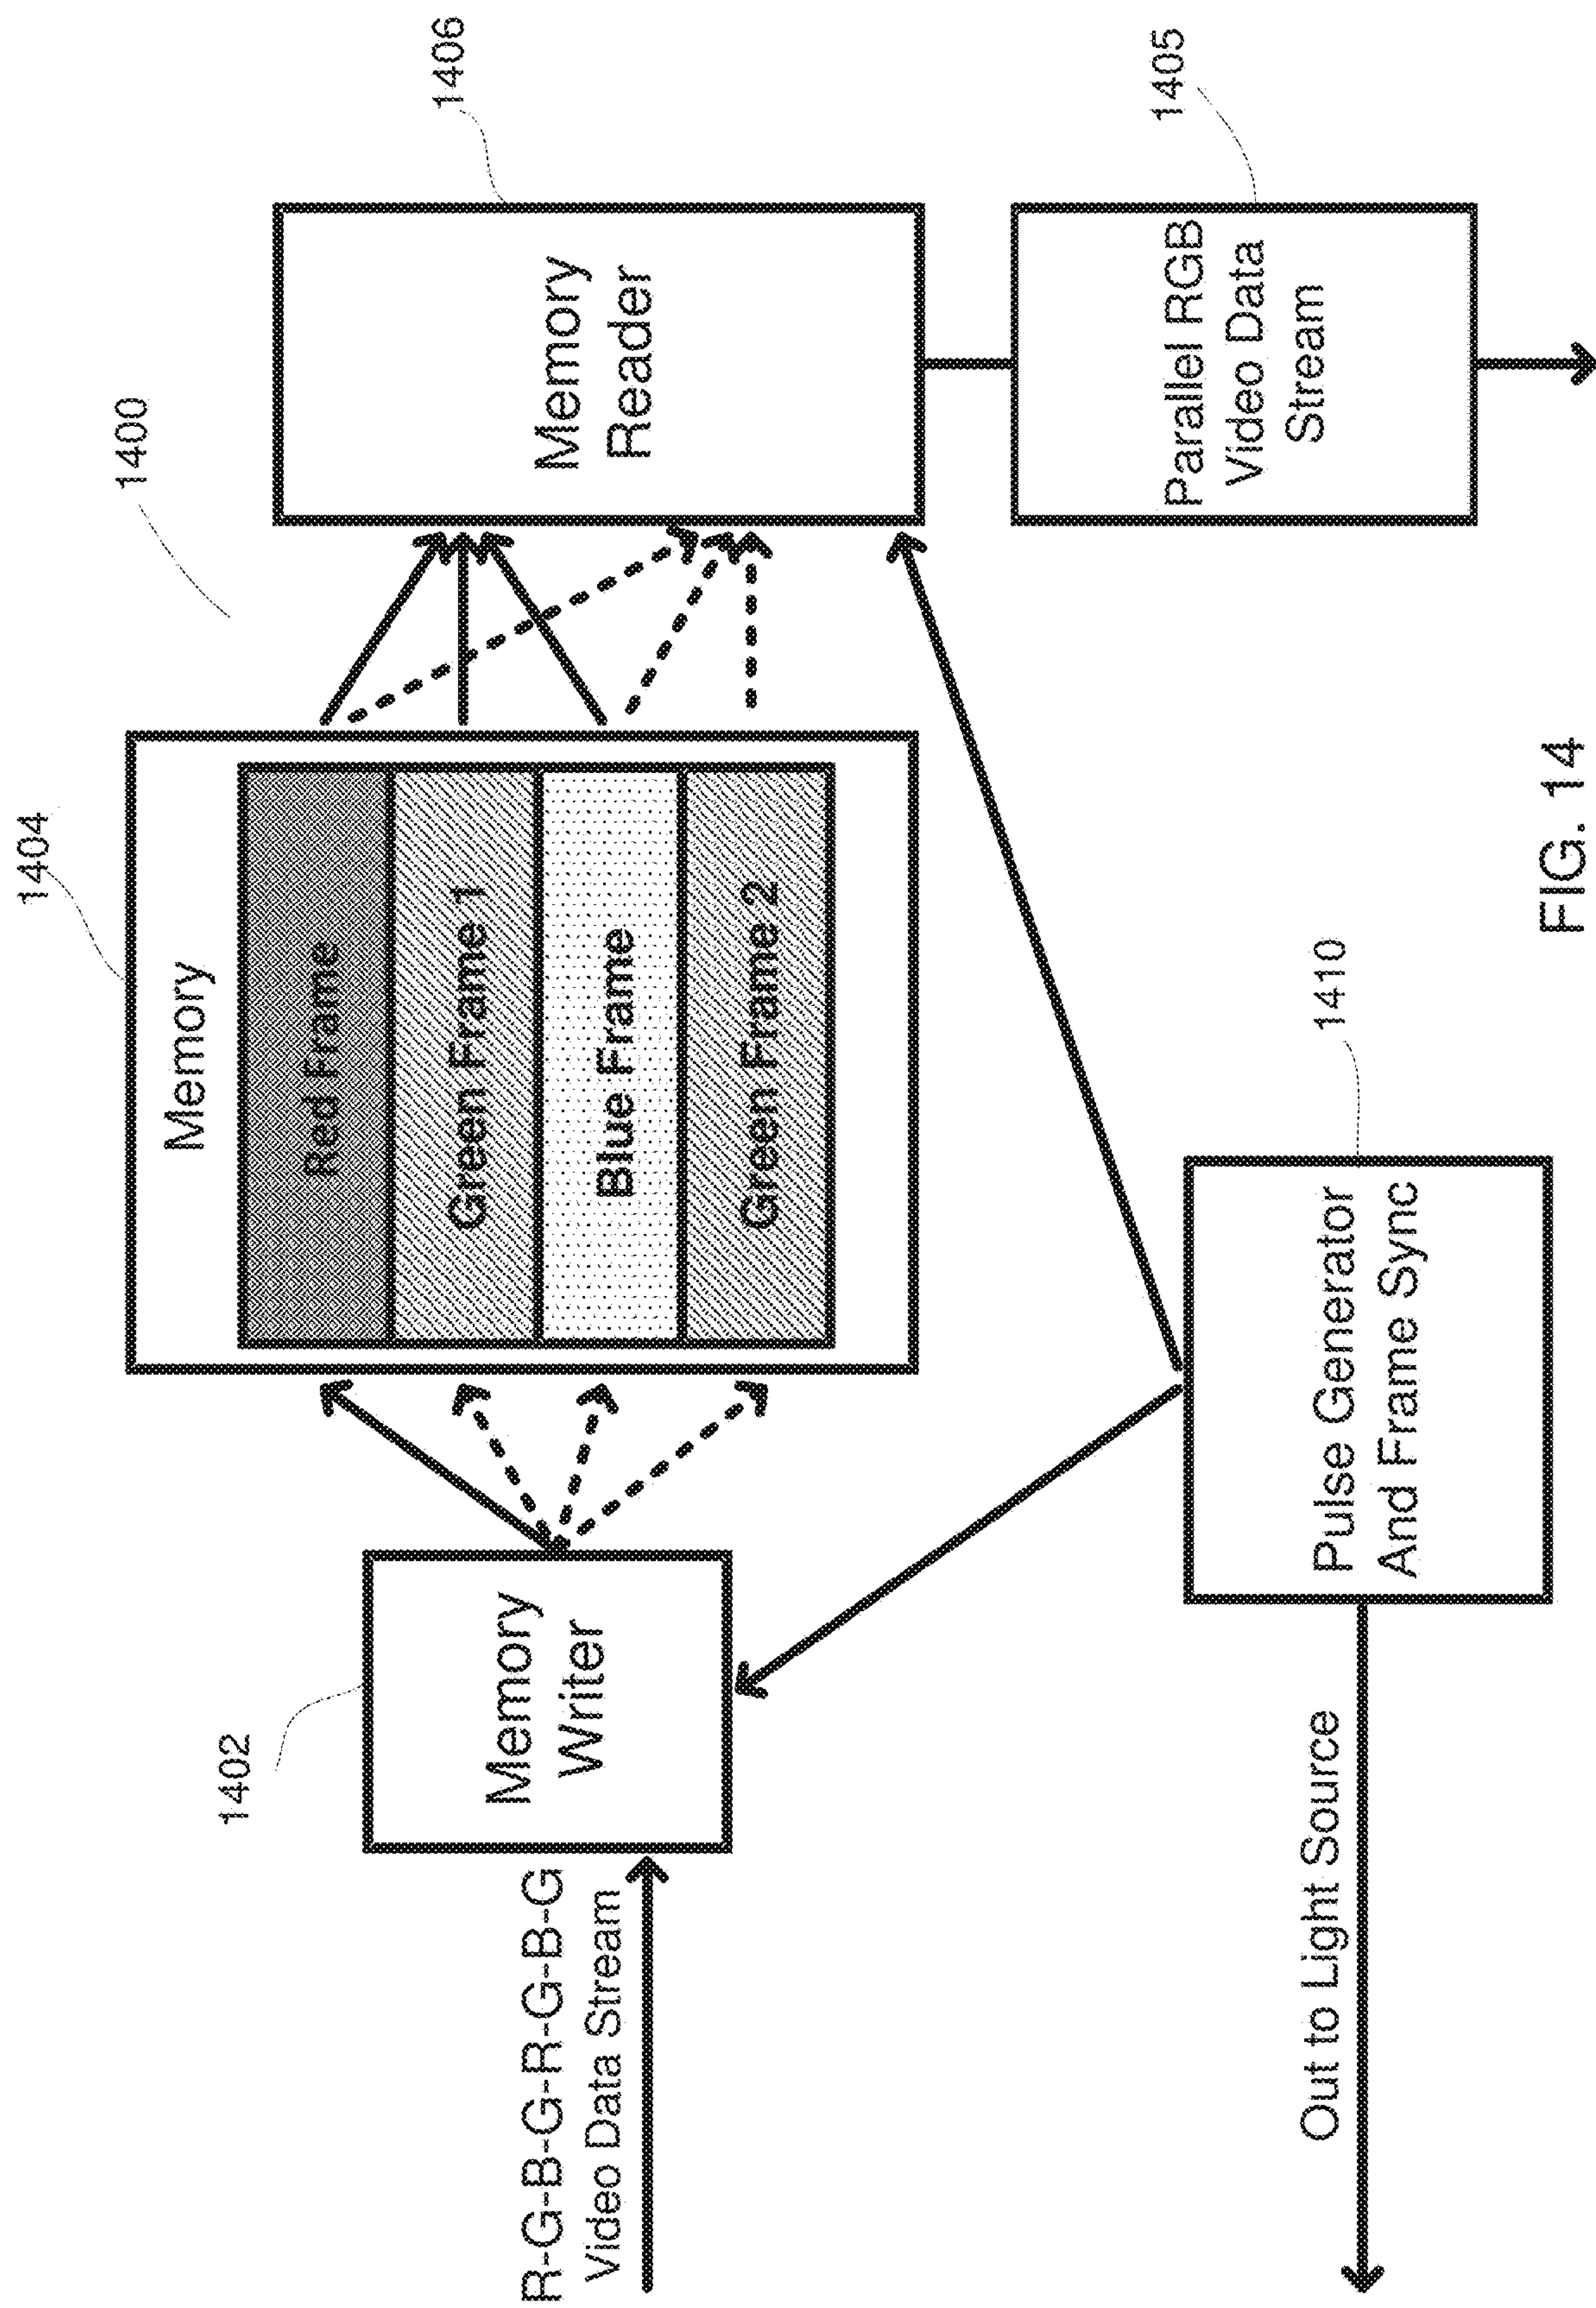 1404
1400
1406
1402
Memory
Red Frame
Green Frame 1
Blue Frame
Green Frame 2
Memory
Reader
R-G-B-G-R-G-B-G
Video Data Stream
Memory
Writer
1405
Parallel RGB
Video Data
Stream
1410
Out to Light Source
Pulse Generator
And Frame Sync
FIG. 14